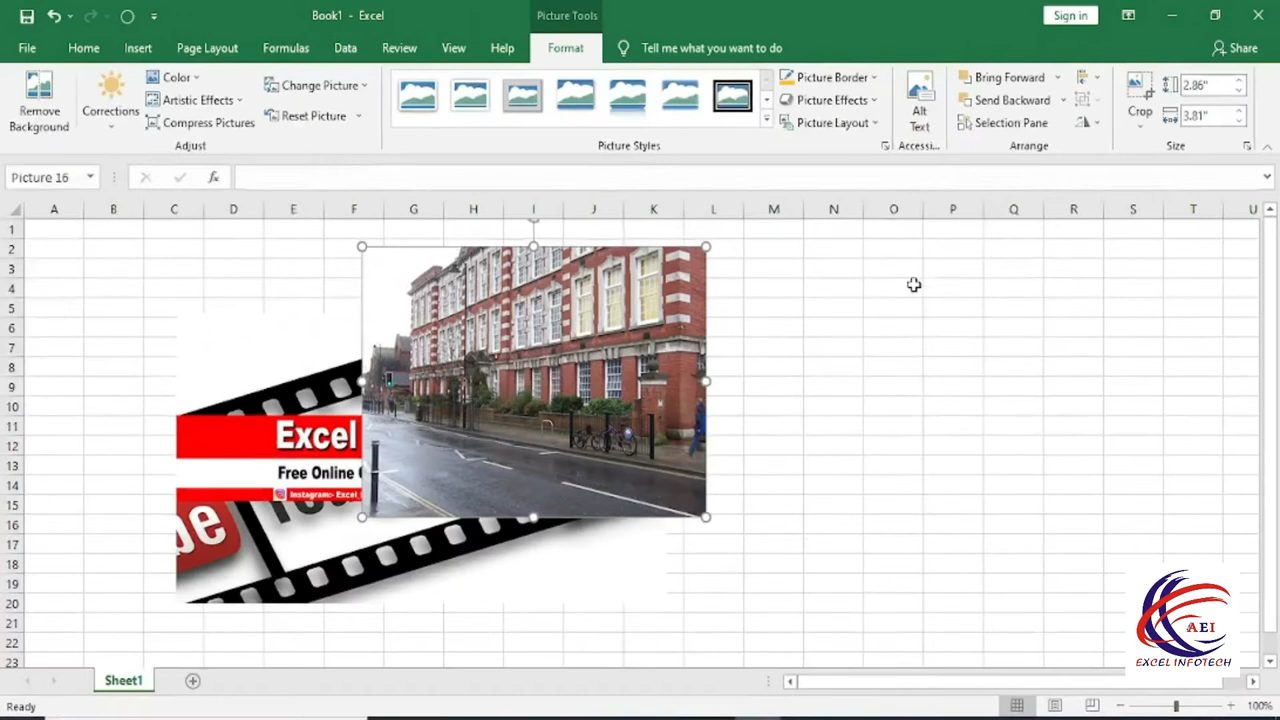 Book1 - Excel
Picture Tools
Sign in
File
Home
Insert
Page Layout
Formulas
Data
Review
View
Help
Format
Tell me what you want to do
Share
Remove Background
Corrections
Color
Artistic Effects
Compress Pictures
Change Picture
Reset Picture
Adjust
Picture Styles
Picture Border
Picture Effects
Picture Layout
Alt Text
Accessi...
Bring Forward
Send Backward
Selection Pane
Arrange
Crop
2.86"
3.81"
Size
Picture 16
fx
A B C D E F G H I J K L M N O P Q R S T U
1
2
3
4
5
6
7
8
9
10
11
12
13
14
15
16
17
18
19
20
21
22
23
Excel
Free Online
Instagram:- Excel_
be
AEI
EXCEL INFOTECH
Sheet1
Ready
100%